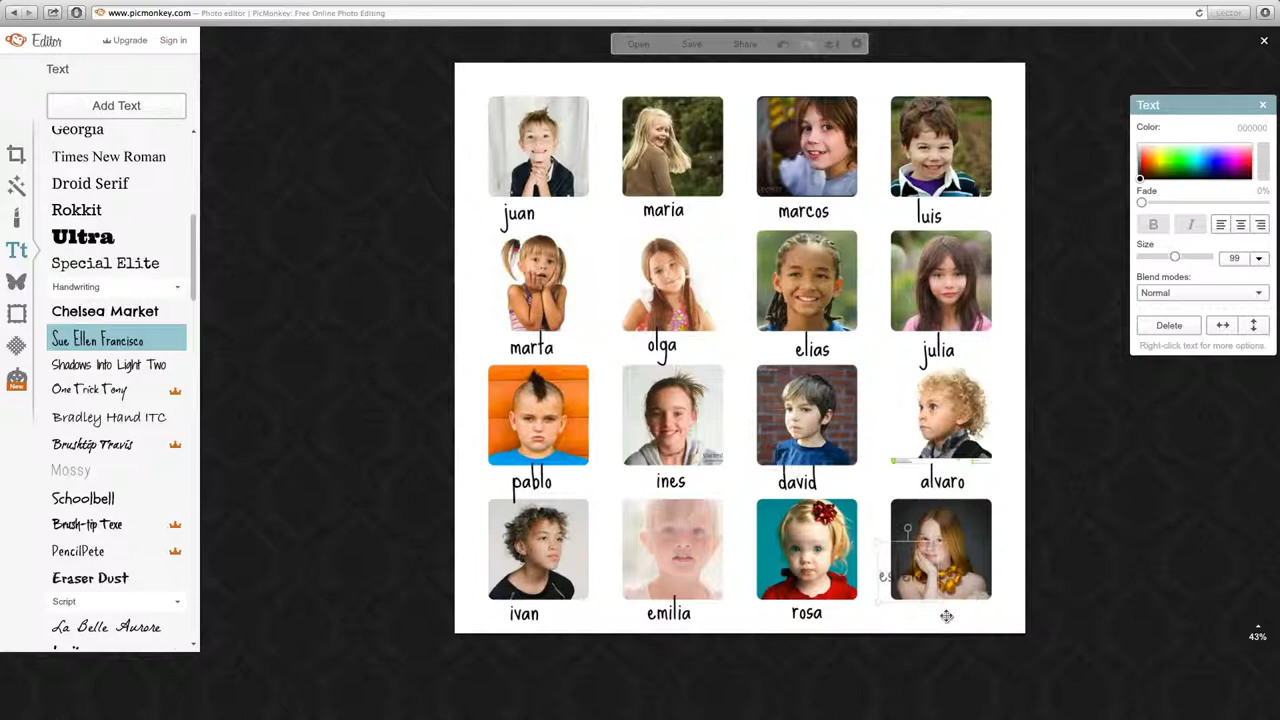 www.picmonkey.com — Photo editor | PicMonkey: Free Online Photo Editing
Lector
Editor
Upgrade
Sign in
Text
Add Text
Georgia
Times New Roman
Droid Serif
Rokkit
Ultra
Special Elite
Handwriting
Chelsea Market
Sue Ellen Francisco
Shadows Into Light Two
One Trick Tony
Bradley Hand ITC
Brushtip Travis
Mossy
Schoolbell
Brush-tip Texe
PencilPete
Eraser Dust
Script
La Belle Aurore
New
Open Save Share
juan maria marcos luis
marta olga elias julia
pablo ines david alvaro
ivan emilia rosa
Text
Color: 000000
Fade 0%
B I
Size
99
Blend modes:
Normal
Delete
Right-click text for more options.
43%